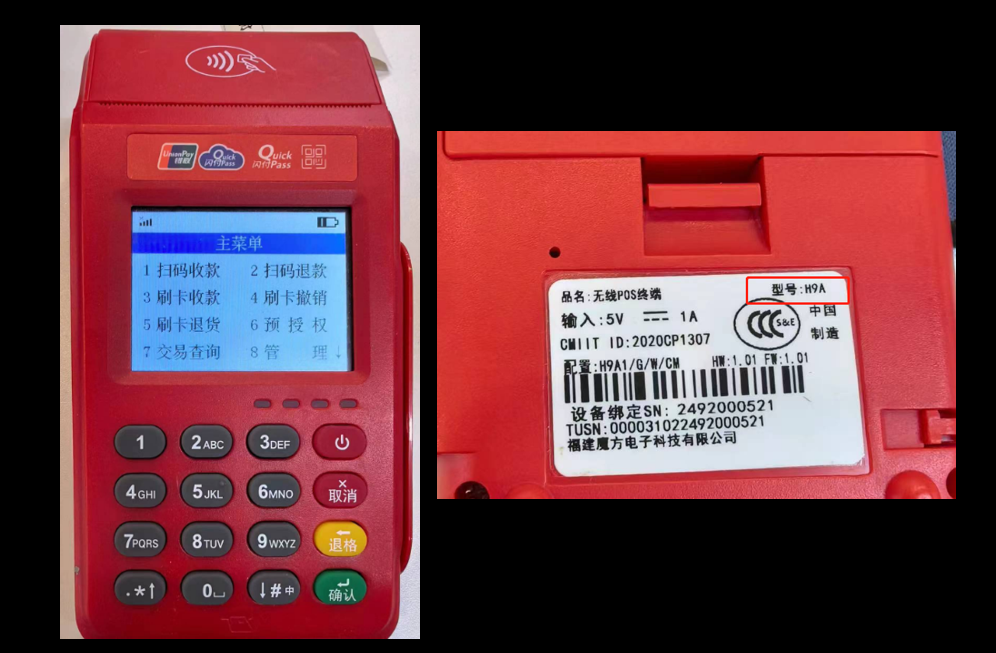 UnionPay
银联
Quick
闪付Pass
Quick
闪付Pass
主菜单
1 扫码收款 2 扫码退款
3 刷卡收款 4 刷卡撤销
5 刷卡退货 6 预 授 权
7 交易查询 8 管 理↓
1 2ABC 3DEF
4GHI 5JKL 6MNO × 取消
7PQRS 8TUV 9WXYZ ← 退格
.*↑ 0⌴ ↓#中 ↵ 确认
品名:无线POS终端 型号:H9A
输入:5V ⎓ 1A
CCC S&E 中国
制造
CMIIT ID:2020CP1307
配置:H9A1/G/W/CM HW:1.01 FW:1.01
设备绑定SN: 2492000521
TUSN:000031022492000521
福建魔方电子科技有限公司